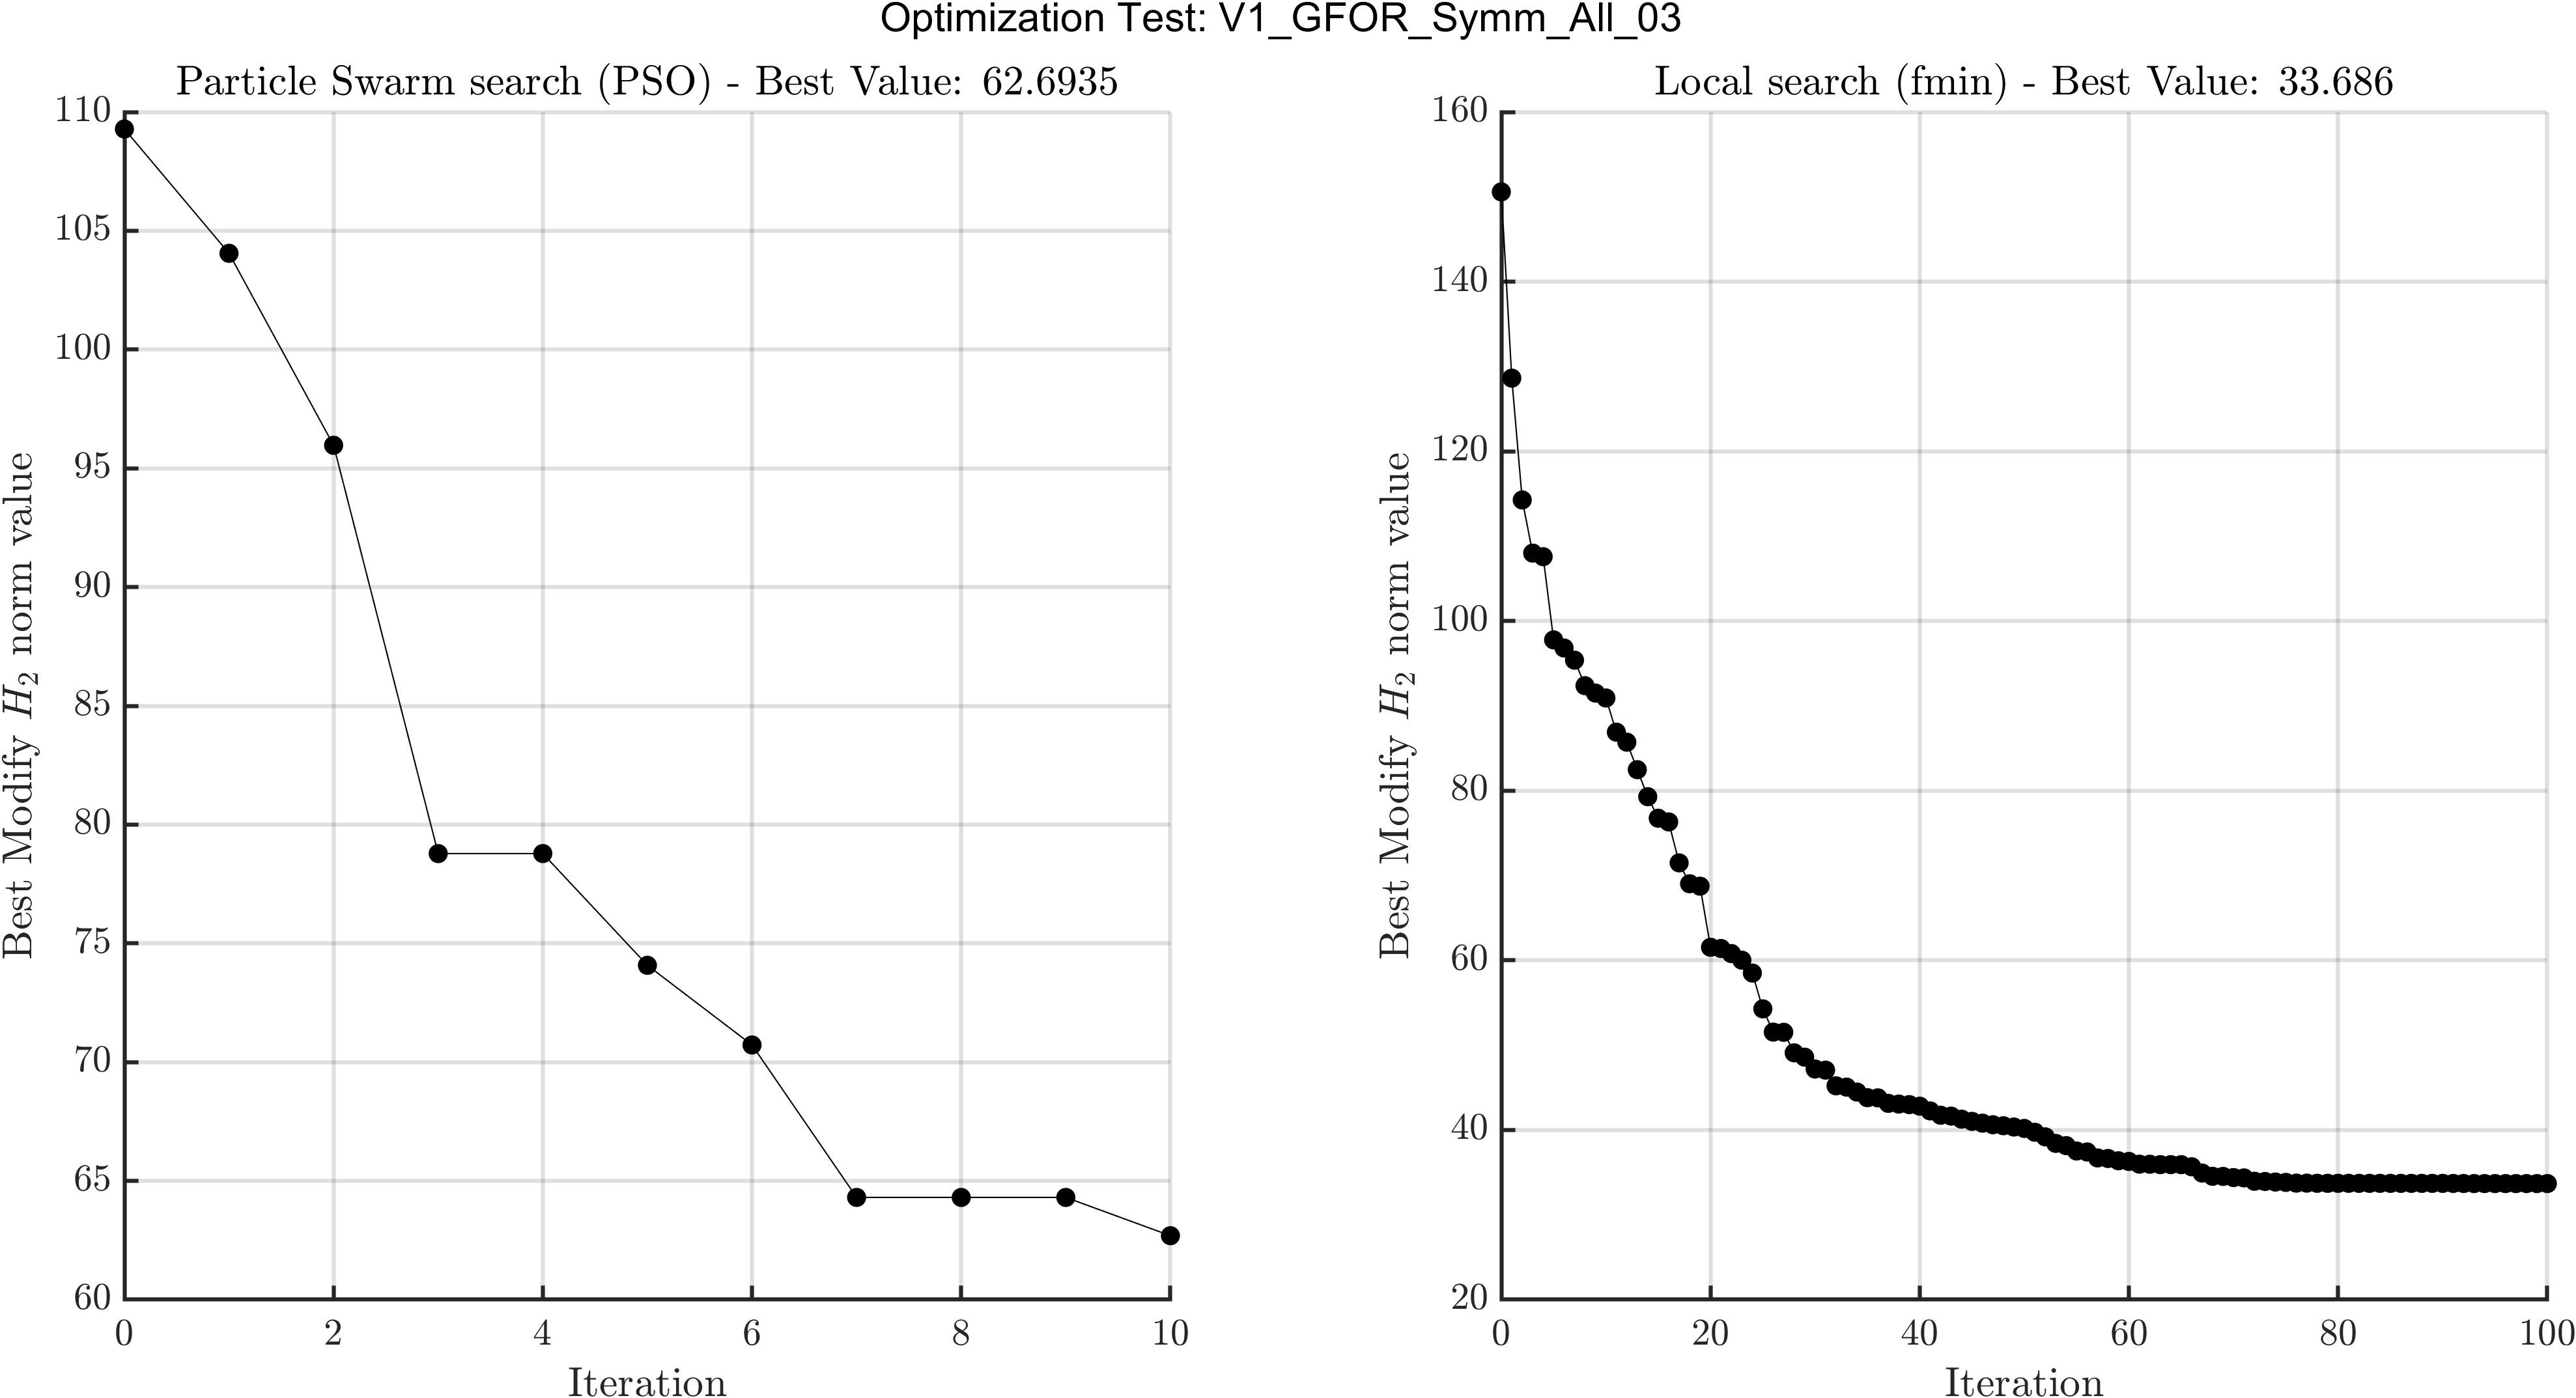 Optimization Test: V1_GFOR_Symm_All_03
Particle Swarm search (PSO) - Best Value: 62.6935
110
105
100
95
90
85
80
75
70
65
60
Best Modify H2 norm value
0 2 4 6 8 10
Iteration
Local search (fmin) - Best Value: 33.686
160
140
120
100
80
60
40
20
Best Modify H2 norm value
0 20 40 60 80 100
Iteration